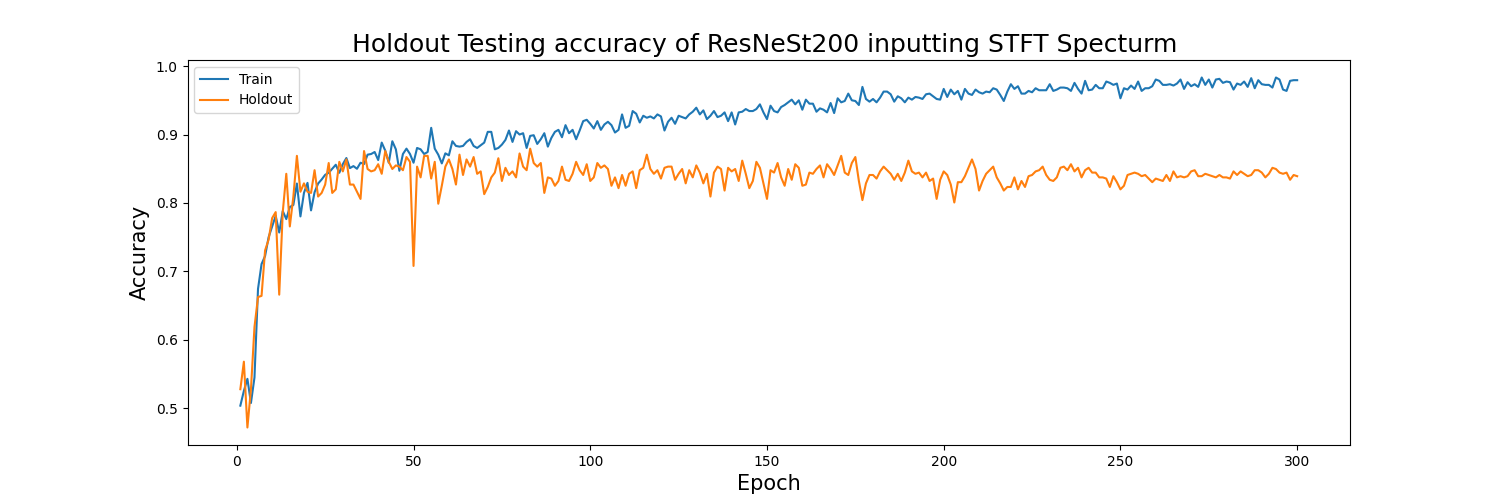 Holdout Testing accuracy of ResNeSt200 inputting STFT Specturm
1.0
Train
Holdout
0.9
0.8
0.7
0.6
0.5
Accuracy
0 50 100 150 200 250 300
Epoch